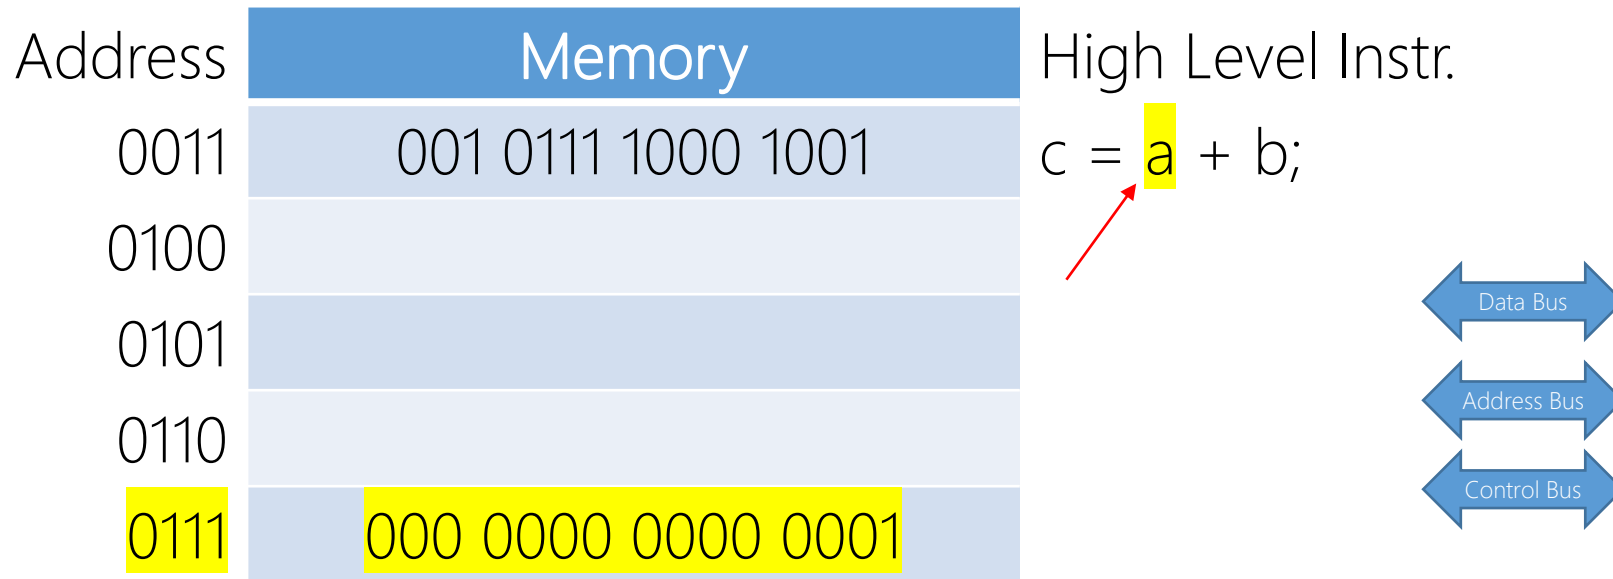 Address Memory High Level Instr.
0011 001 0111 1000 1001 c = a + b;
0100
0101
0110
0111 000 0000 0000 0001
Data Bus
Address Bus
Control Bus